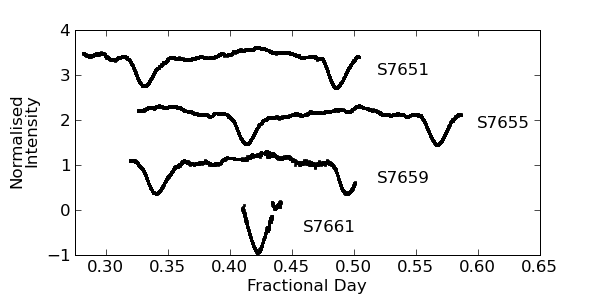 4
3
2
1
0
−1
Normalised
Intensity
S7651
S7655
S7659
S7661
0.30 0.35 0.40 0.45 0.50 0.55 0.60 0.65
Fractional Day